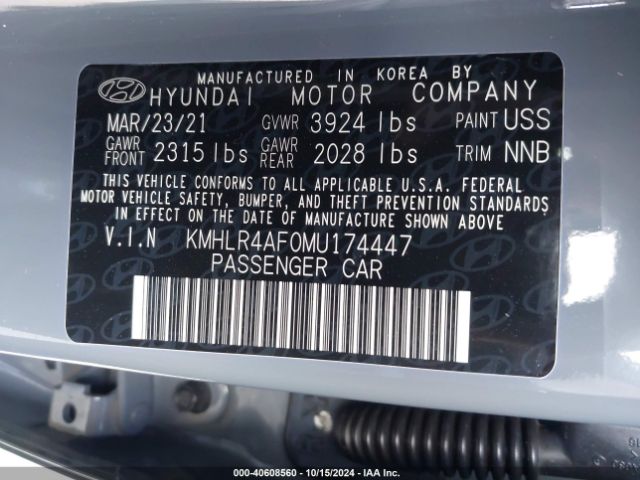 MANUFACTURED IN KOREA BY
HYUNDAI MOTOR COMPANY
MAR/23/21 GVWR 3924 lbs PAINT USS
GAWR FRONT 2315 lbs GAWR REAR 2028 lbs TRIM NNB
THIS VEHICLE CONFORMS TO ALL APPLICABLE U.S.A. FEDERAL
MOTOR VEHICLE SAFETY, BUMPER, AND THEFT PREVENTION STANDARDS
IN EFFECT ON THE DATE OF MANUFACTURE SHOWN ABOVE
V.I.N KMHLR4AF0MU174447
PASSENGER CAR
000-40608560 - 10/15/2024 - IAA Inc.